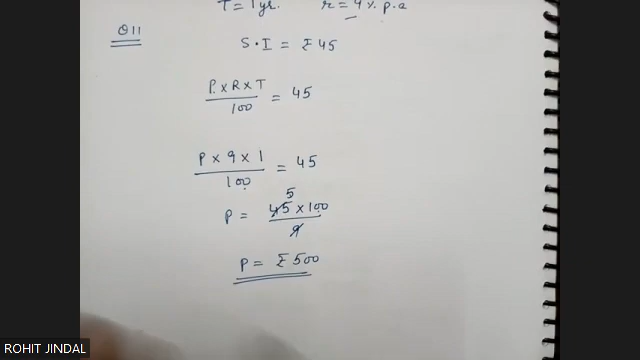 T = 1 yr. r = 9 % p.a
Q11
S.I = ₹ 45
P x R x T / 100 = 45
P x 9 x 1 / 100 = 45
5
P = 45 x 100 / 9
P = ₹ 500
ROHIT JINDAL